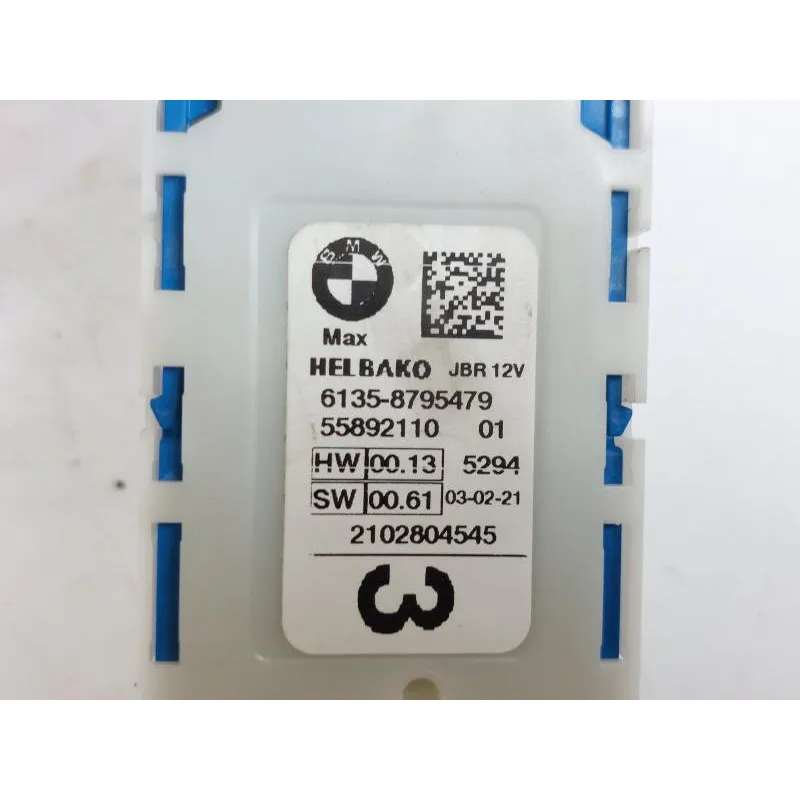 BMW
Max
HELBAKO JBR 12V
6135-8795479
55892110 01
HW 00.13 5294
SW 00.61 03-02-21
2102804545
3